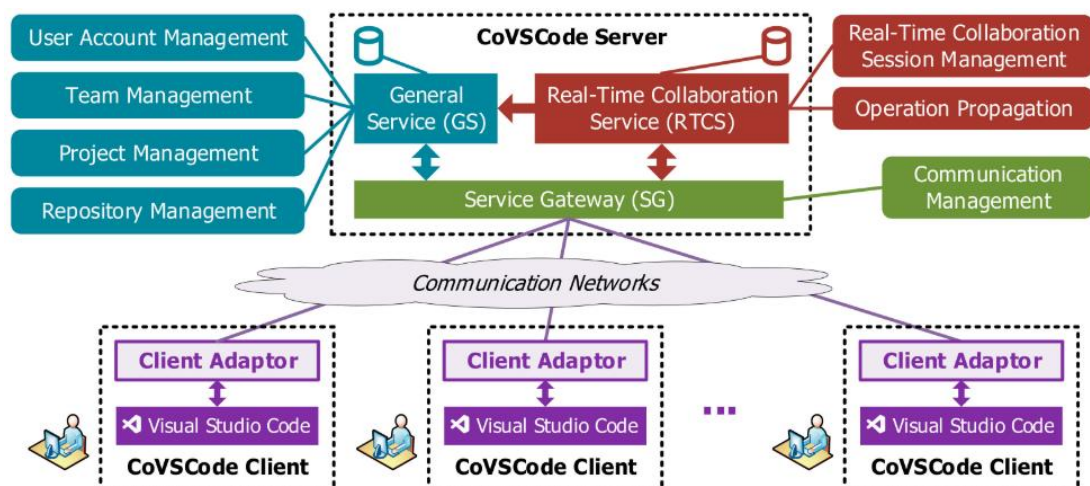 User Account Management
Team Management
Project Management
Repository Management
CoVSCode Server
General
Service (GS)
Real-Time Collaboration
Service (RTCS)
Service Gateway (SG)
Real-Time Collaboration
Session Management
Operation Propagation
Communication
Management
Communication Networks
Client Adaptor
Visual Studio Code
CoVSCode Client
Client Adaptor
Visual Studio Code
CoVSCode Client
...
Client Adaptor
Visual Studio Code
CoVSCode Client